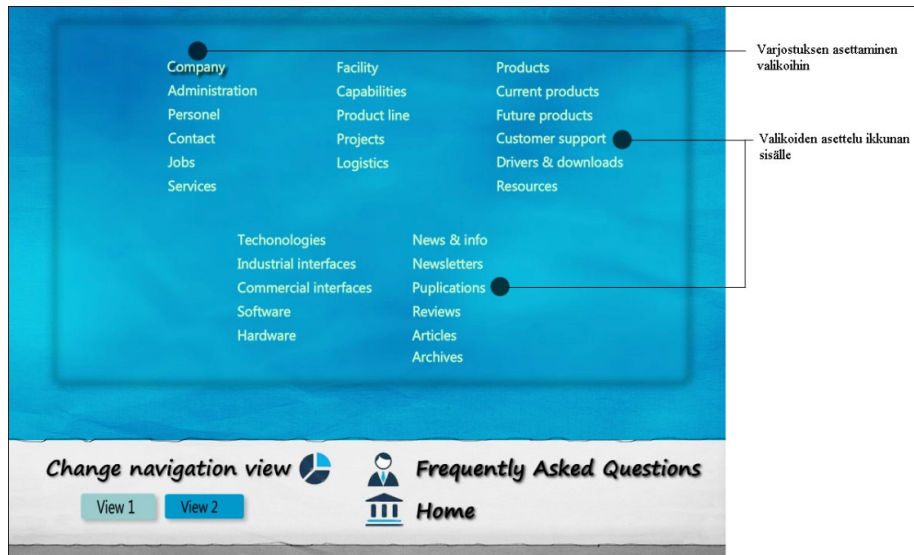 Company
Administration
Personel
Contact
Jobs
Services
Facility
Capabilities
Product line
Projects
Logistics
Products
Current products
Future products
Customer support
Drivers & downloads
Resources
Techonologies
Industrial interfaces
Commercial interfaces
Software
Hardware
News & info
Newsletters
Puplications
Reviews
Articles
Archives
Varjostuksen asettaminen
valikoihin
Valikoiden asettelu ikkunan
sisälle
Change navigation view
View 1
View 2
Frequently Asked Questions
Home